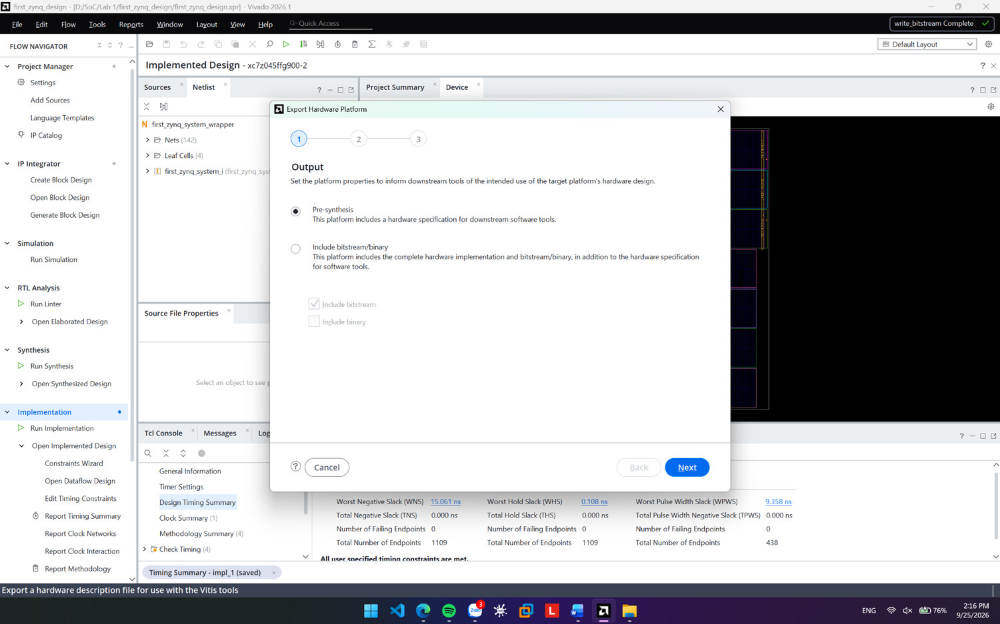 first_zynq_design - [D:/SoC/Lab 1/first_zynq_design/first_zynq_design.xpr] - Vivado 2026.1
File Edit Flow Tools Reports Window Layout View Help Quick Access
write_bitstream Complete
FLOW NAVIGATOR
Default Layout
Implemented Design - xc7z045ffg900-2
Project Manager
Settings
Add Sources
Language Templates
IP Catalog
IP Integrator
Create Block Design
Open Block Design
Generate Block Design
Simulation
Run Simulation
RTL Analysis
Run Linter
Open Elaborated Design
Synthesis
Run Synthesis
Open Synthesized Design
Implementation
Run Implementation
Open Implemented Design
Constraints Wizard
Open Dataflow Design
Edit Timing Constraints
Report Timing Summary
Report Clock Networks
Report Clock Interaction
Report Methodology
Sources Netlist
Project Summary Device
N first_zynq_system_wrapper
Nets (142)
Leaf Cells (4)
first_zynq_system_i (first_zynq_syst
Source File Properties
Select an object to see p
Export Hardware Platform
1 2 3
Output
Set the platform properties to inform downstream tools of the intended use of the target platform's hardware design.
Pre-synthesis
This platform includes a hardware specification for downstream software tools.
Include bitstream/binary
This platform includes the complete hardware implementation and bitstream/binary, in addition to the hardware specification
for software tools.
Include bitstream
Include binary
? Cancel Back Next
Tcl Console Messages Log
General Information
Timer Settings
Design Timing Summary
Clock Summary (1)
Methodology Summary (4)
Check Timing (4)
Worst Negative Slack (WNS) 15.061 ns Worst Hold Slack (WHS) 0.108 ns Worst Pulse Width Slack (WPWS) 9.358 ns
Total Negative Slack (TNS) 0.000 ns Total Hold Slack (THS) 0.000 ns Total Pulse Width Negative Slack (TPWS) 0.000 ns
Number of Failing Endpoints 0 Number of Failing Endpoints 0 Number of Failing Endpoints 0
Total Number of Endpoints 1109 Total Number of Endpoints 1109 Total Number of Endpoints 438
All user specified timing constraints are met.
Timing Summary - impl_1 (saved)
Export a hardware description file for use with the Vitis tools
Zalo 3 L W
ENG 76%
2:16 PM
9/25/2026